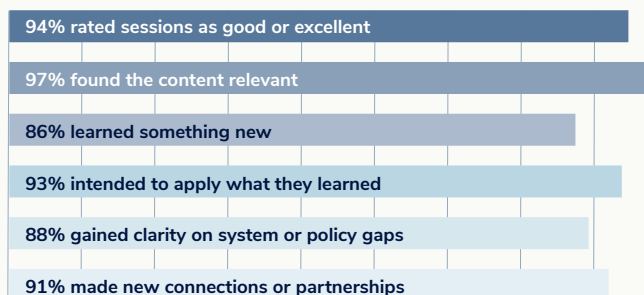 94% rated sessions as good or excellent
97% found the content relevant
86% learned something new
93% intended to apply what they learned
88% gained clarity on system or policy gaps
91% made new connections or partnerships